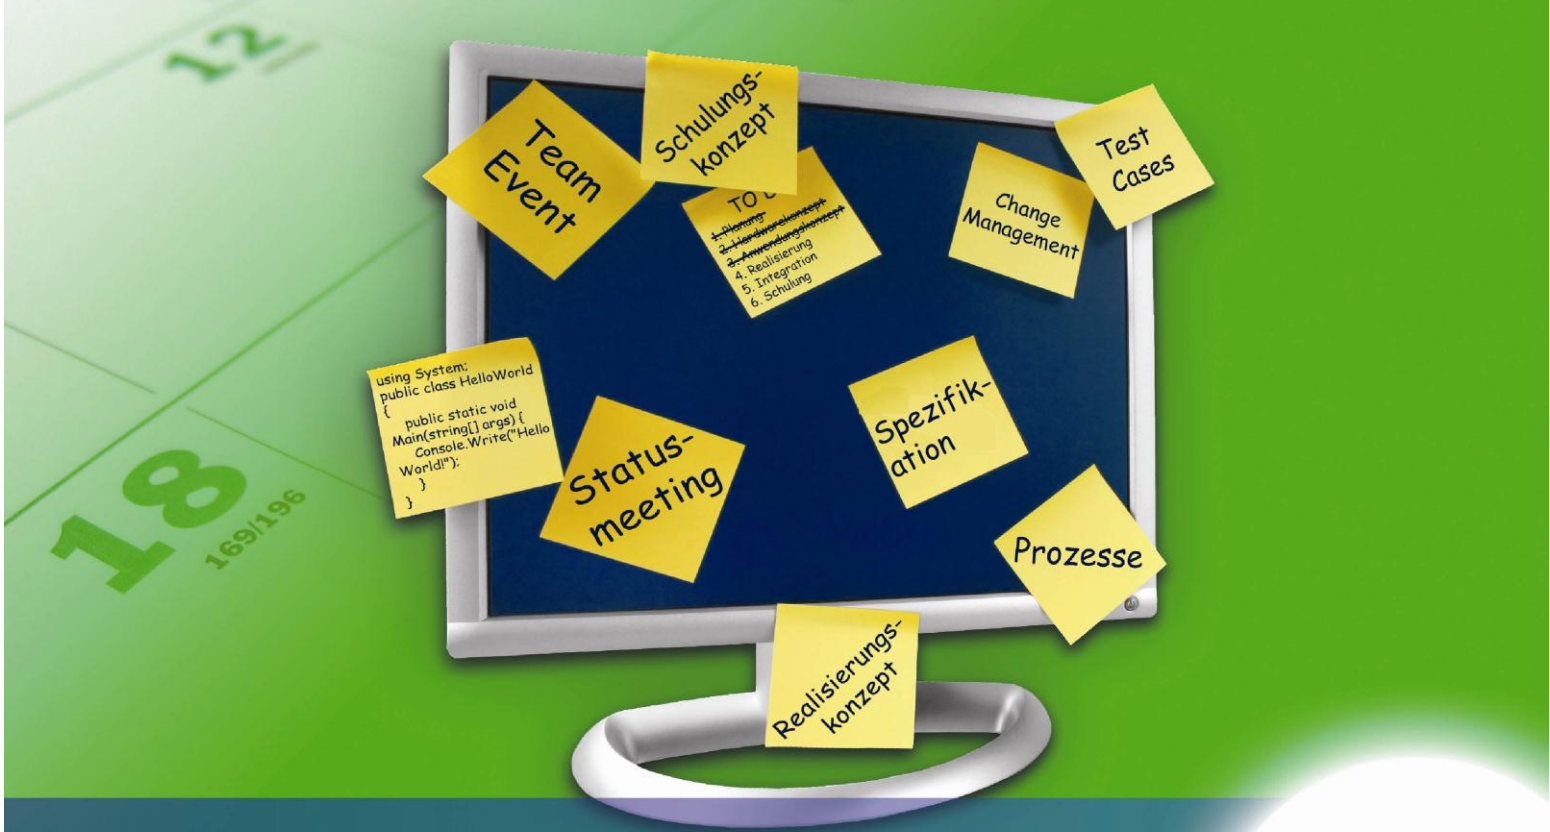 12
Schulungs-
konzept
Team
Event
TO
1. Planung
2. Hardwarekonzept
3. Anwendungskonzept
4. Realisierung
5. Integration
6. Schulung
Test
Cases
Change
Management
using System;
public class HelloWorld
{
public static void
Main(string[] args) {
Console.Write("Hello
World!");
}
}
Status-
meeting
Spezifik-
ation
18
169/196
Prozesse
Realisierungs-
konzept